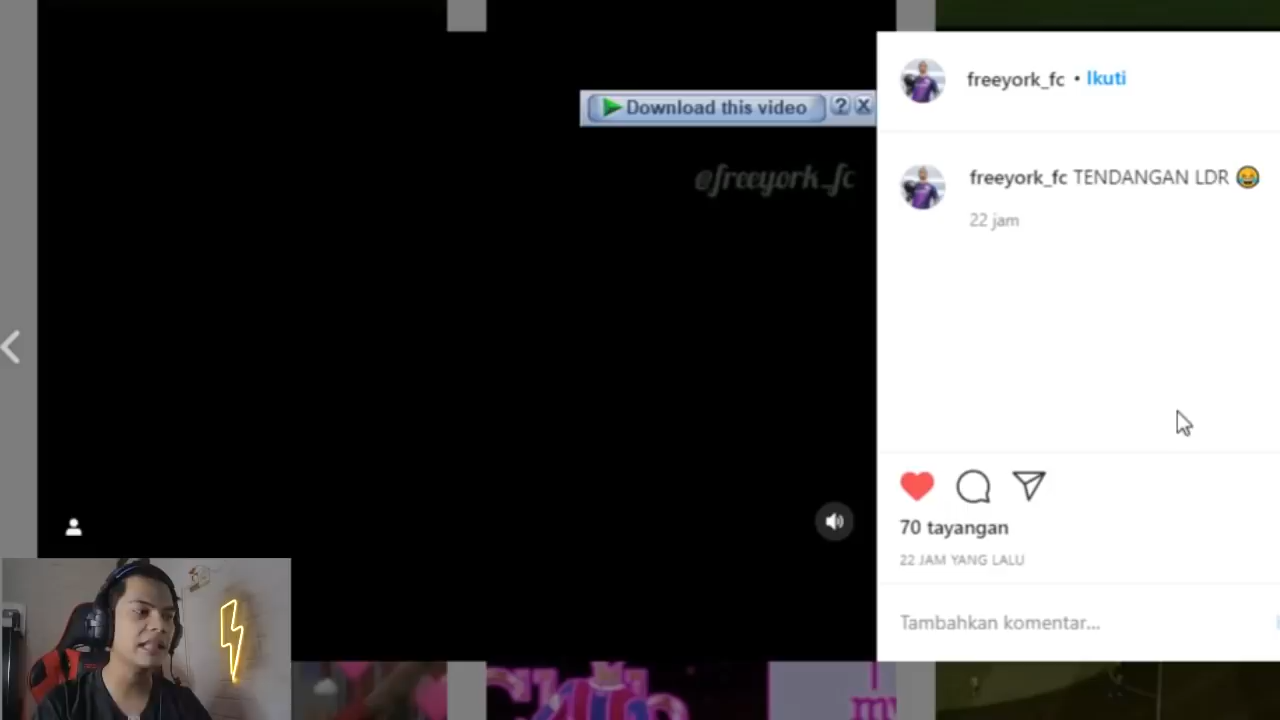 freeyork_fc • Ikuti
Download this video ? X
@freeyork_fc
freeyork_fc TENDANGAN LDR 😂
22 jam
70 tayangan
22 JAM YANG LALU
Tambahkan komentar...